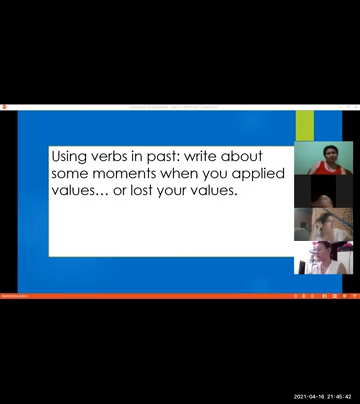 Using verbs in past: write about
some moments when you applied
values… or lost your values.
2021-04-16 21:45:42